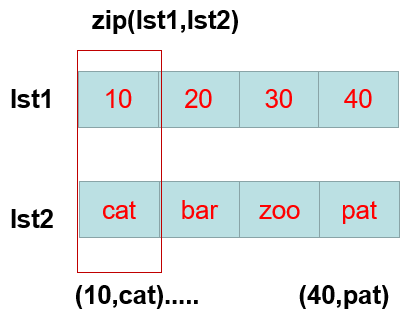 zip(lst1,lst2)
lst1 10 20 30 40
lst2 cat bar zoo pat
(10,cat)..... (40,pat)